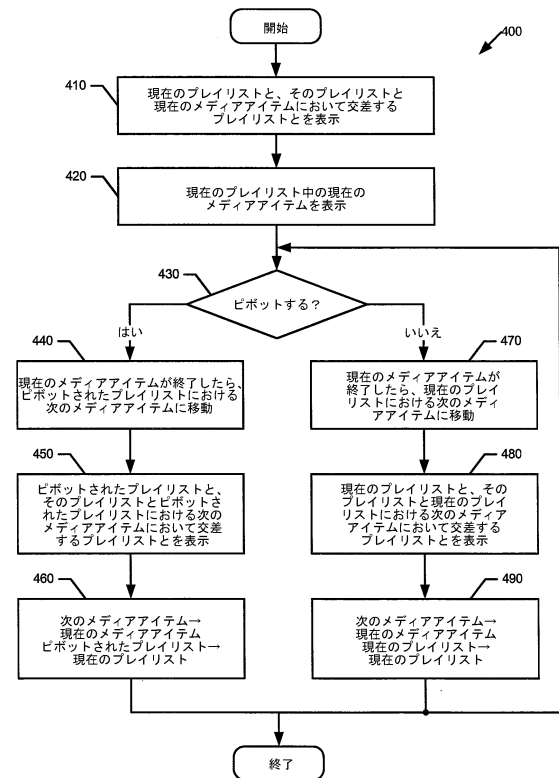 開始
400
410
現在のプレイリストと、そのプレイリストと
現在のメディアアイテムにおいて交差する
プレイリストとを表示
420
現在のプレイリスト中の現在の
メディアアイテムを表示
430
ピボットする？
はい
いいえ
440
現在のメディアアイテムが終了したら、
ピボットされたプレイリストにおける
次のメディアアイテムに移動
470
現在のメディアアイテムが
終了したら、現在のプレイ
リストにおける次のメディ
アアイテムに移動
450
ピボットされたプレイリストと、
そのプレイリストとピボットさ
れたプレイリストにおける次の
メディアアイテムにおいて交差
するプレイリストとを表示
480
現在のプレイリストと、その
プレイリストと現在のプレイ
リストにおける次のメディア
アイテムにおいて交差する
プレイリストとを表示
460
次のメディアアイテム→
現在のメディアアイテム
ピボットされたプレイリスト→
現在のプレイリスト
490
次のメディアアイテム→
現在のメディアアイテム
現在のプレイリスト→
現在のプレイリスト
終了